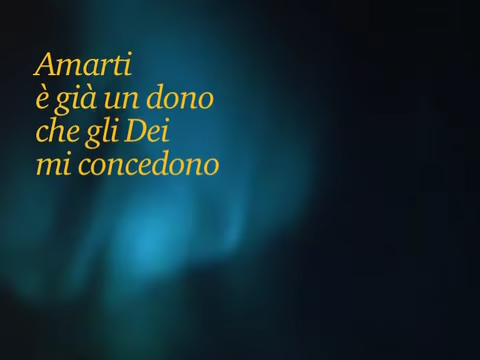 Amarti
è già un dono
che gli Dei
mi concedono